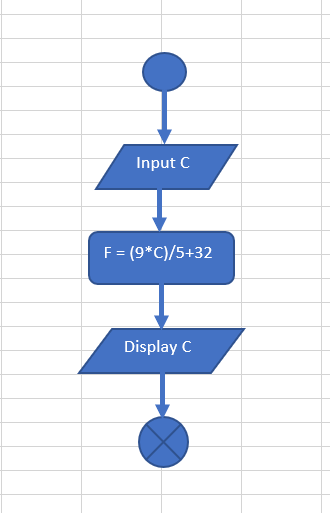 Input C
F = (9*C)/5+32
Display C